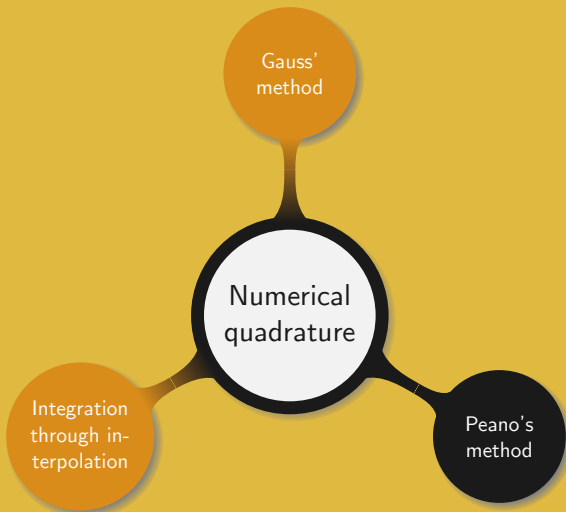 Gauss'
method
Numerical
quadrature
Integration
through in-
terpolation
Peano's
method